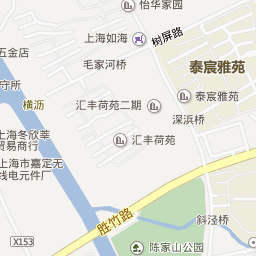 怡华家园
五金店
上海如海
树屏路
毛家河桥
泰宸雅苑
守所
横沥
汇丰荷苑二期
泰宸雅苑
深浜桥
上海冬欣莘
贸易商行
汇丰荷苑
上海市嘉定无
线电元件厂
胜竹路
斜泾桥
X153
陈家山公园